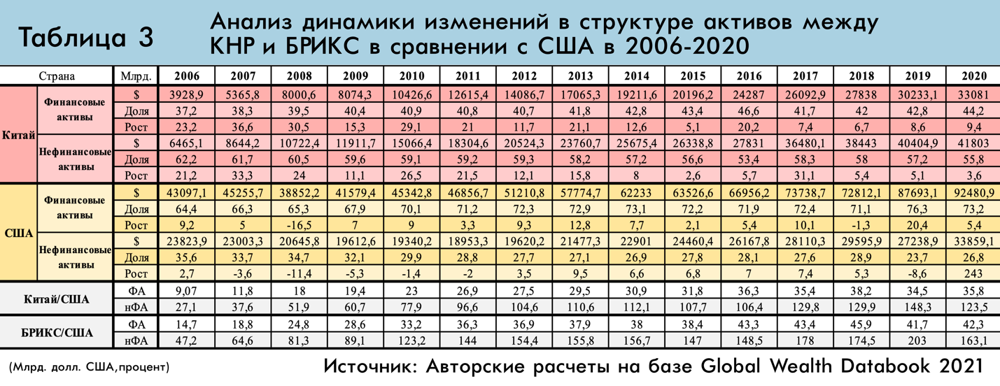 Таблица 3
Анализ динамики изменений в структуре активов между
КНР и БРИКС в сравнении с США в 2006-2020
Страна Млрд. 2006 2007 2008 2009 2010 2011 2012 2013 2014 2015 2016 2017 2018 2019 2020
Китай
Финансовые активы
$ 3928,9 5365,8 8000,6 8074,3 10426,6 12615,4 14086,7 17065,3 19211,6 20196,2 24287 26092,9 27838 30233,1 33081
Доля 37,2 38,3 39,5 40,4 40,9 40,8 40,7 41,8 42,8 43,4 46,6 41,7 42 42,8 44,2
Рост 23,2 36,6 30,5 15,3 29,1 21 11,7 21,1 12,6 5,1 20,2 7,4 6,7 8,6 9,4
Нефинансовые активы
$ 6465,1 8644,2 10722,4 11911,7 15066,4 18304,6 20524,3 23760,7 25675,4 26338,8 27831 36480,1 38443 40404,9 41803
Доля 62,2 61,7 60,5 59,6 59,1 59,2 59,3 58,2 57,2 56,6 53,4 58,3 58 57,2 55,8
Рост 21,2 33,3 24 11,1 26,5 21,5 12,1 15,8 8 2,6 5,7 31,1 5,4 5,1 3,6
США
Финансовые активы
$ 43097,1 45255,7 38852,2 41579,4 45342,8 46856,7 51210,8 57774,7 62233 63526,6 66956,2 73738,7 72812,1 87693,1 92480,9
Доля 64,4 66,3 65,3 67,9 70,1 71,2 72,3 72,9 73,1 72,2 71,9 72,4 71,1 76,3 73,2
Рост 9,2 5 -16,5 7 9 3,3 9,3 12,8 7,7 2,1 5,4 10,1 -1,3 20,4 5,4
Нефинансовые активы
$ 23823,9 23003,3 20645,8 19612,6 19340,2 18953,3 19620,2 21477,3 22901 24460,4 26167,8 28110,3 29595,9 27238,9 33859,1
Доля 35,6 33,7 34,7 32,1 29,9 28,8 27,7 27,1 26,9 27,8 28,1 27,6 28,9 23,7 26,8
Рост 2,7 -3,6 -11,4 -5,3 -1,4 -2 3,5 9,5 6,6 6,8 7 7,4 5,3 -8,6 243
Китай/США
ФА 9,07 11,8 18 19,4 23 26,9 27,5 29,5 30,9 31,8 36,3 35,4 38,2 34,5 35,8
нФА 27,1 37,6 51,9 60,7 77,9 96,6 104,6 110,6 112,1 107,7 106,4 129,8 129,9 148,3 123,5
БРИКС/США
ФА 14,7 18,8 24,8 28,6 33,2 36,3 36,9 37,9 38 38,4 43,3 43,4 45,9 41,7 42,3
нФА 47,2 64,6 81,3 89,1 123,2 144 154,4 155,8 156,7 147 148,5 178 174,5 203 163,1
(Млрд. долл. США,процент)
Источник: Авторские расчеты на базе Global Wealth Databook 2021